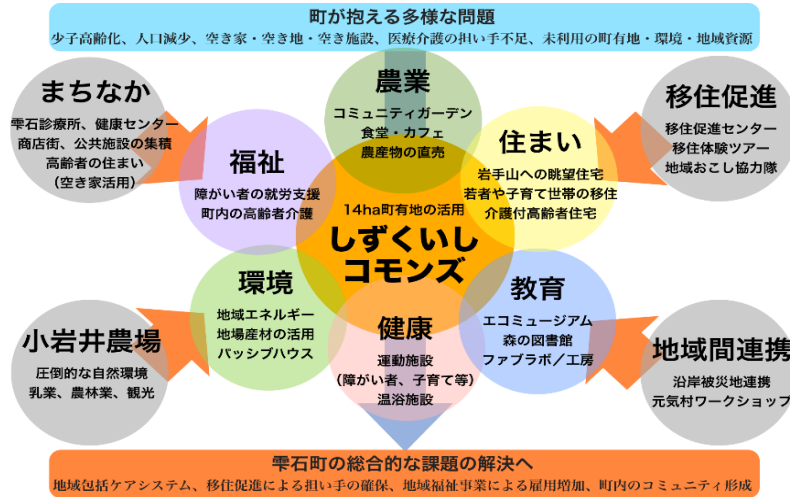 町が抱える多様な問題
少子高齢化、人口減少、空き家・空き地・空き施設、医療介護の担い手不足、未利用の町有地・環境・地域資源
まちなか
雫石診療所、健康センター
商店街、公共施設の集積
高齢者の住まい
（空き家活用）
農業
コミュニティガーデン
食堂・カフェ
農産物の直売
移住促進
移住促進センター
移住体験ツアー
地域おこし協力隊
福祉
障がい者の就労支援
町内の高齢者介護
住まい
岩手山への眺望住宅
若者や子育て世帯の移住
介護付高齢者住宅
14ha町有地の活用
しずくいし
コモンズ
環境
地域エネルギー
地場産材の活用
パッシブハウス
教育
エコミュージアム
森の図書館
ファブラボ／工房
健康
運動施設
（障がい者、子育て等）
温浴施設
小岩井農場
圧倒的な自然環境
乳業、農林業、観光
地域間連携
沿岸被災地連携
元気村ワークショップ
雫石町の総合的な課題の解決へ
地域包括ケアシステム、移住促進による担い手の確保、地域福祉事業による雇用増加、町内のコミュニティ形成